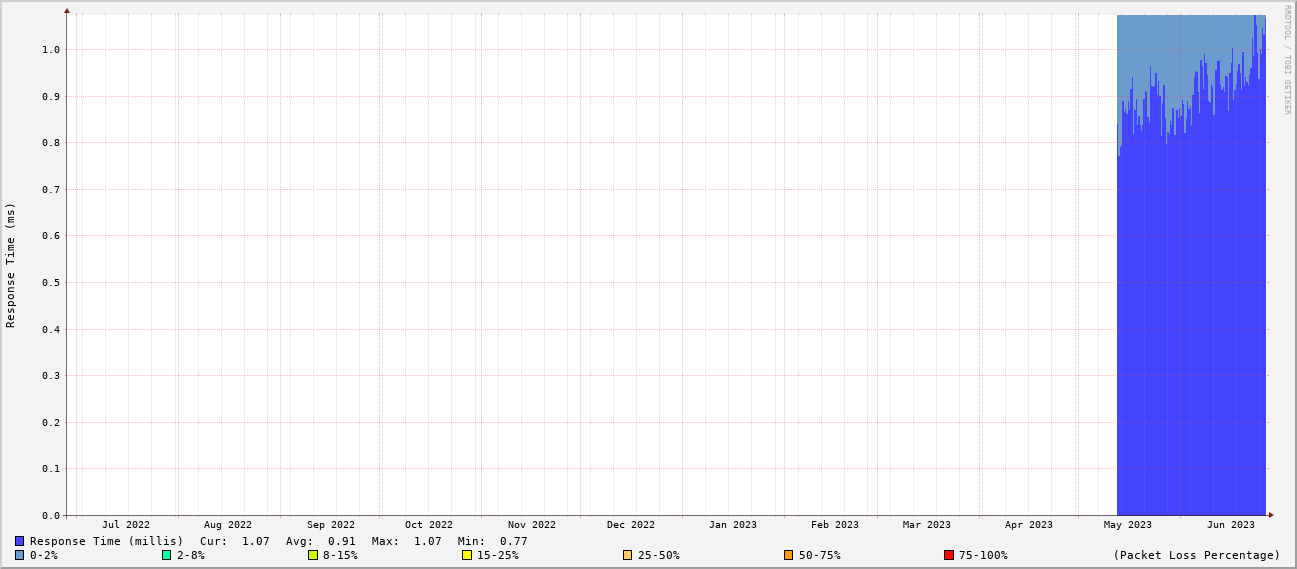 RRDTOOL / TOBI OETIKER
Response Time (ms)
1.0
0.9
0.8
0.7
0.6
0.5
0.4
0.3
0.2
0.1
0.0
Jul 2022 Aug 2022 Sep 2022 Oct 2022 Nov 2022 Dec 2022 Jan 2023 Feb 2023 Mar 2023 Apr 2023 May 2023 Jun 2023
Response Time (millis) Cur: 1.07 Avg: 0.91 Max: 1.07 Min: 0.77
0-2% 2-8% 8-15% 15-25% 25-50% 50-75% 75-100% (Packet Loss Percentage)